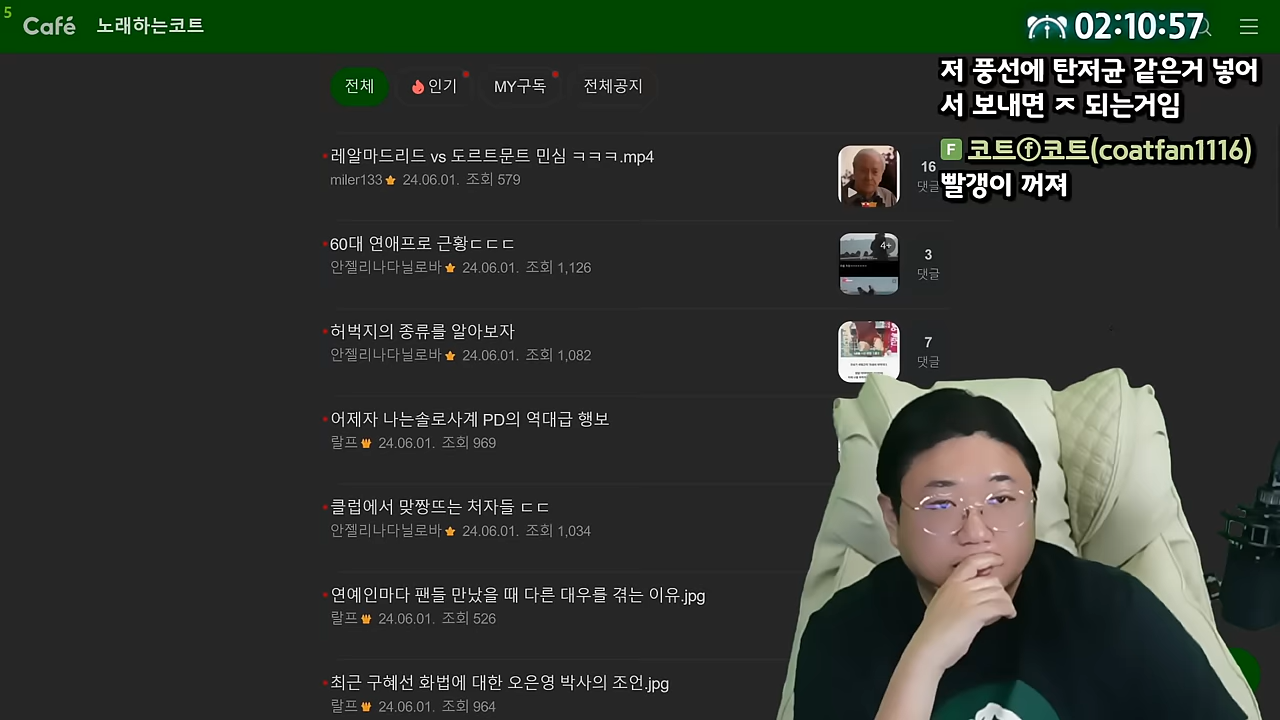 5
Café 노래하는코트
02:10:57
전체 인기 MY구독 전체공지
저 풍선에 탄저균 같은거 넣어
서 보내면 ㅈ 되는거임
F 코트ⓕ코트(coatfan1116)
빨갱이 꺼져
레알마드리드 vs 도르트문트 민심 ㅋㅋㅋ.mp4
miler133 24.06.01. 조회 579
16
댓글
60대 연애프로 근황ㄷㄷㄷ
안젤리나다닐로바 24.06.01. 조회 1,126
4+
3
댓글
허벅지의 종류를 알아보자
안젤리나다닐로바 24.06.01. 조회 1,082
7
댓글
어제자 나는솔로사계 PD의 역대급 행보
랄프 24.06.01. 조회 969
클럽에서 맞짱뜨는 처자들 ㄷㄷ
안젤리나다닐로바 24.06.01. 조회 1,034
연예인마다 팬들 만났을 때 다른 대우를 겪는 이유.jpg
랄프 24.06.01. 조회 526
최근 구혜선 화법에 대한 오은영 박사의 조언.jpg
랄프 24.06.01. 조회 964